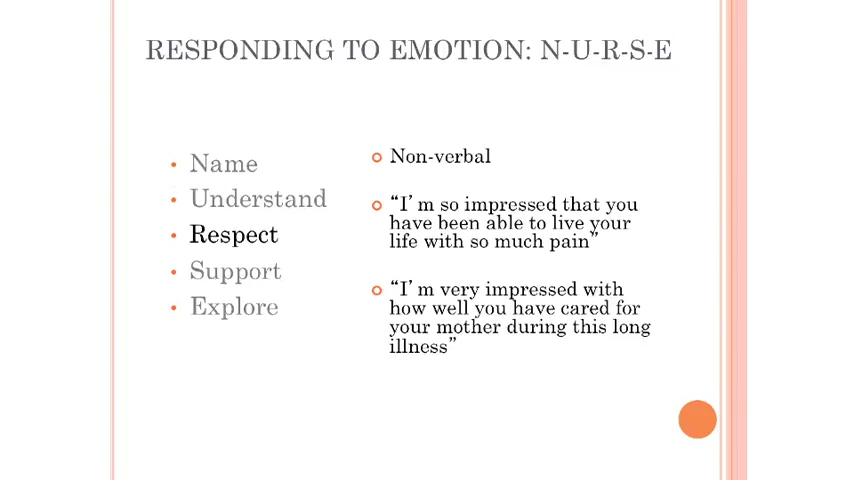 RESPONDING TO EMOTION: N-U-R-S-E
Name
Understand
Respect
Support
Explore
Non-verbal
“I’m so impressed that you
have been able to live your
life with so much pain”
“I’m very impressed with
how well you have cared for
your mother during this long
illness”